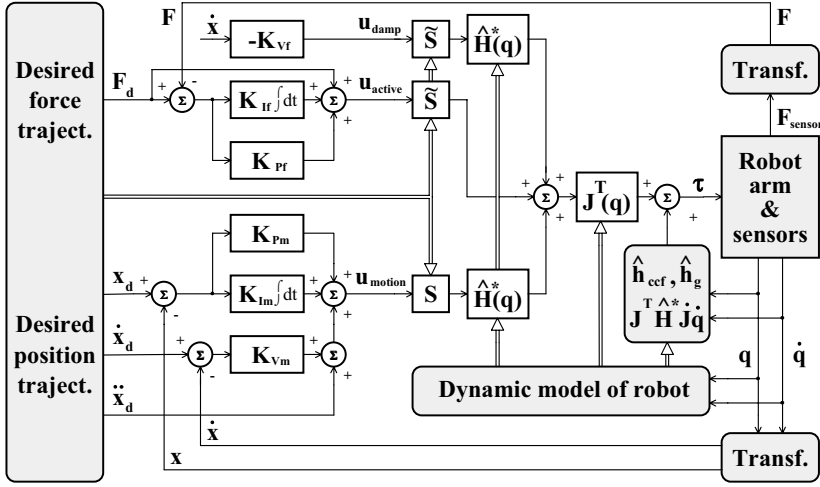 Desired
force
traject.
Desired
position
traject.
F
ẋ
-K_Vf
u_damp
S̃
Ĥ*(q)
F
Transf.
F_d
+
-
Σ
K_If ∫dt
+
+
Σ
+
u_active
S̃
F_sensor
K_Pf
Robot
arm
&
sensors
+
+
Σ
+
J^T(q)
+
Σ
+
τ
K_Pm
x_d
+
-
Σ
K_Im ∫dt
+
+
Σ
+
u_motion
S
Ĥ*(q)
ĥ_ccf , ĥ_g
J^T Ĥ* J̇q̇
ẋ_d
+
-
Σ
K_Vm
+
Σ
+
Dynamic model of robot
q
q̇
ẍ_d
ẋ
x
Transf.